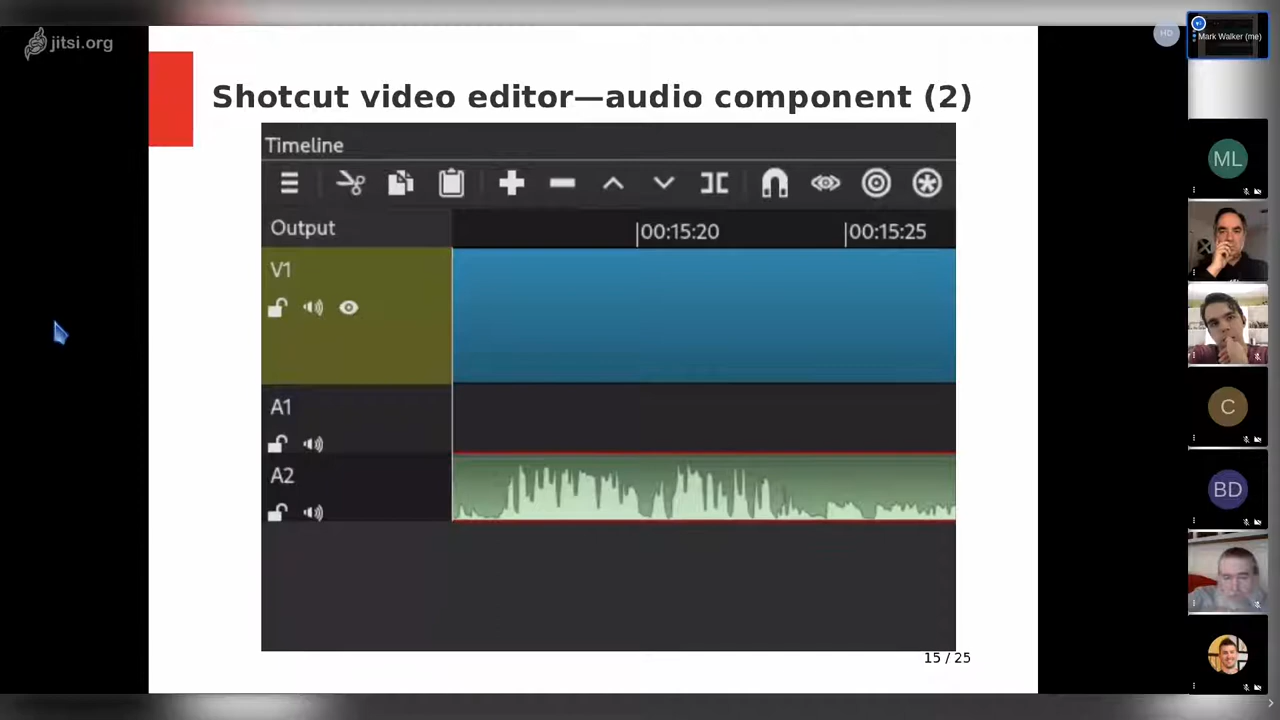 jitsi.org
HD
Mark Walker (me)
Shotcut video editor—audio component (2)
Timeline
Output
00:15:20
00:15:25
V1
A1
A2
15 / 25
ML
C
BD